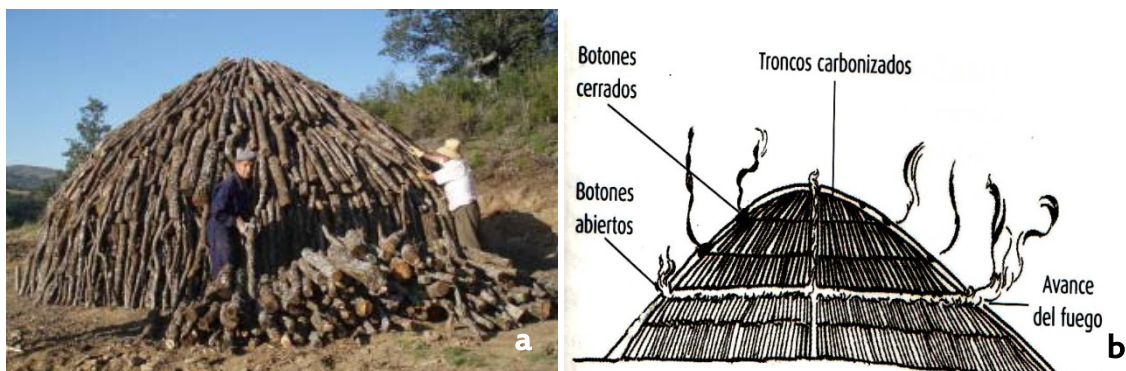 a
Botones
cerrados
Troncos carbonizados
Botones
abiertos
Avance
del fuego
b